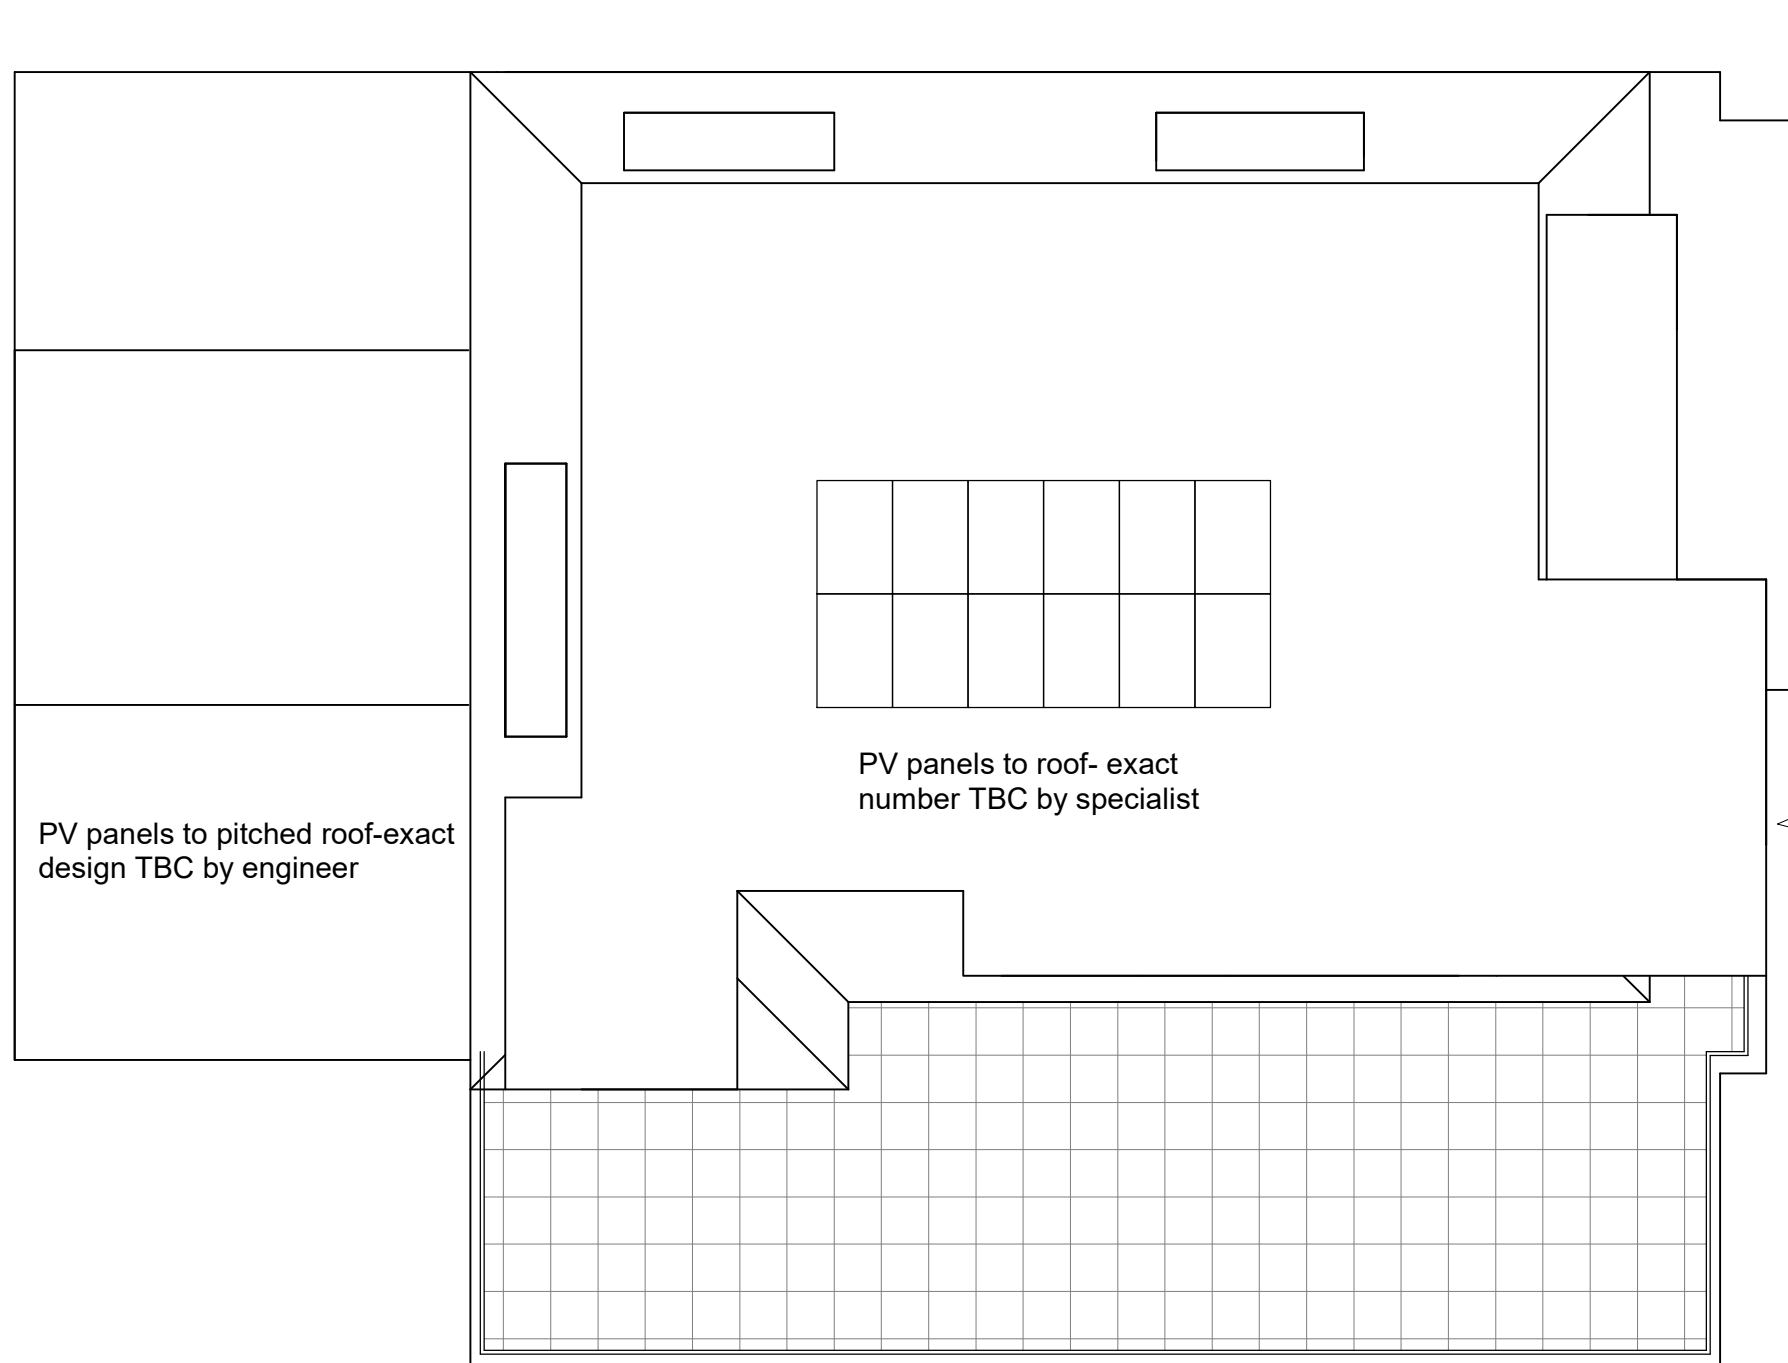 PV panels to roof- exact
number TBC by specialist
PV panels to pitched roof-exact
design TBC by engineer